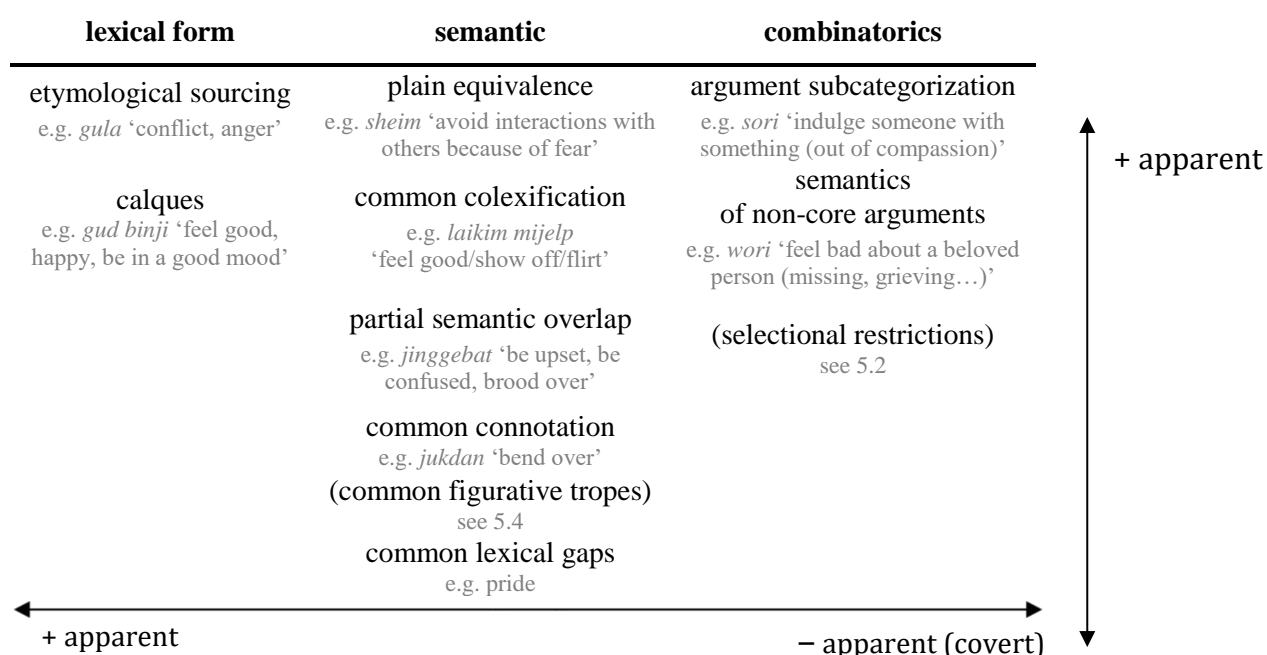 lexical form
semantic
combinatorics
etymological sourcing
e.g. gula ‘conflict, anger’
calques
e.g. gud binji ‘feel good,
happy, be in a good mood’
plain equivalence
e.g. sheim ‘avoid interactions with
others because of fear’
common colexification
e.g. laikim mijelp
‘feel good/show off/flirt’
partial semantic overlap
e.g. jinggebat ‘be upset, be
confused, brood over’
common connotation
e.g. jukdan ‘bend over’
(common figurative tropes)
see 5.4
common lexical gaps
e.g. pride
argument subcategorization
e.g. sori ‘indulge someone with
something (out of compassion)’
semantics
of non-core arguments
e.g. wori ‘feel bad about a beloved
person (missing, grieving…)’
(selectional restrictions)
see 5.2
+ apparent
+ apparent
− apparent (covert)